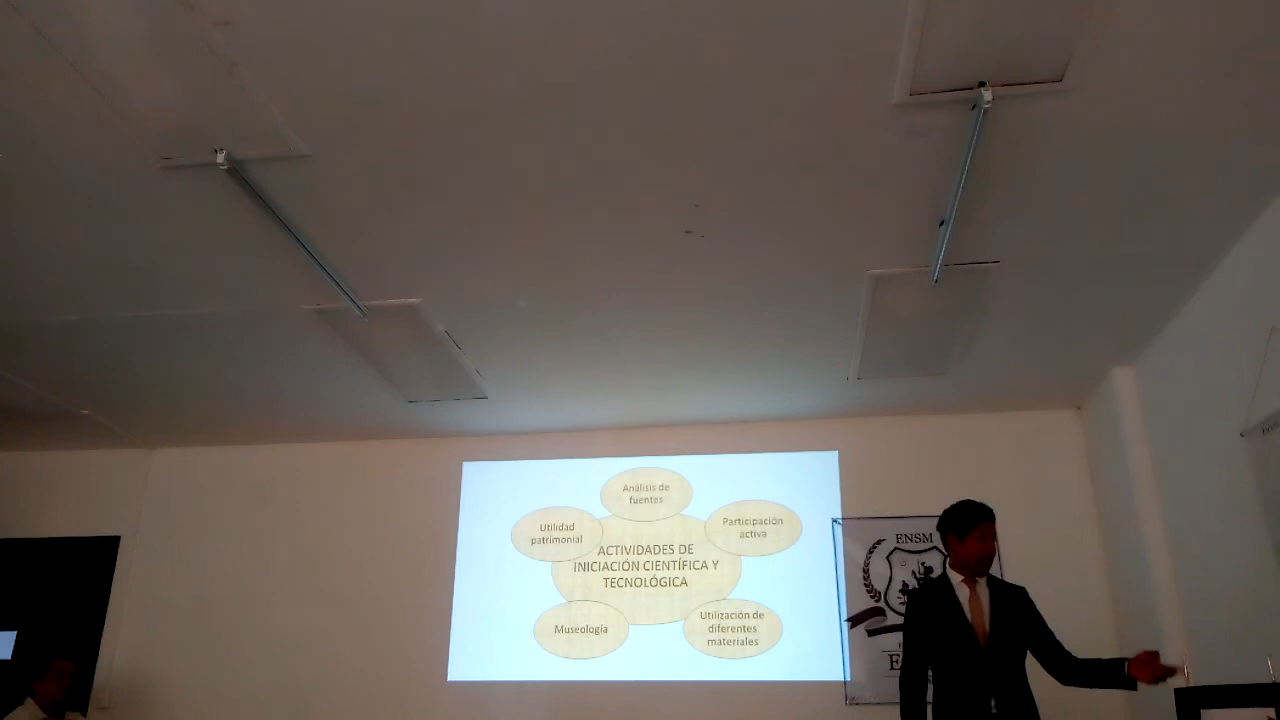 Análisis de
fuentes
Utilidad
patrimonial
Participación
activa
ACTIVIDADES DE
INICIACIÓN CIENTÍFICA Y
TECNOLÓGICA
Museología
Utilización de
diferentes
materiales
ENSM